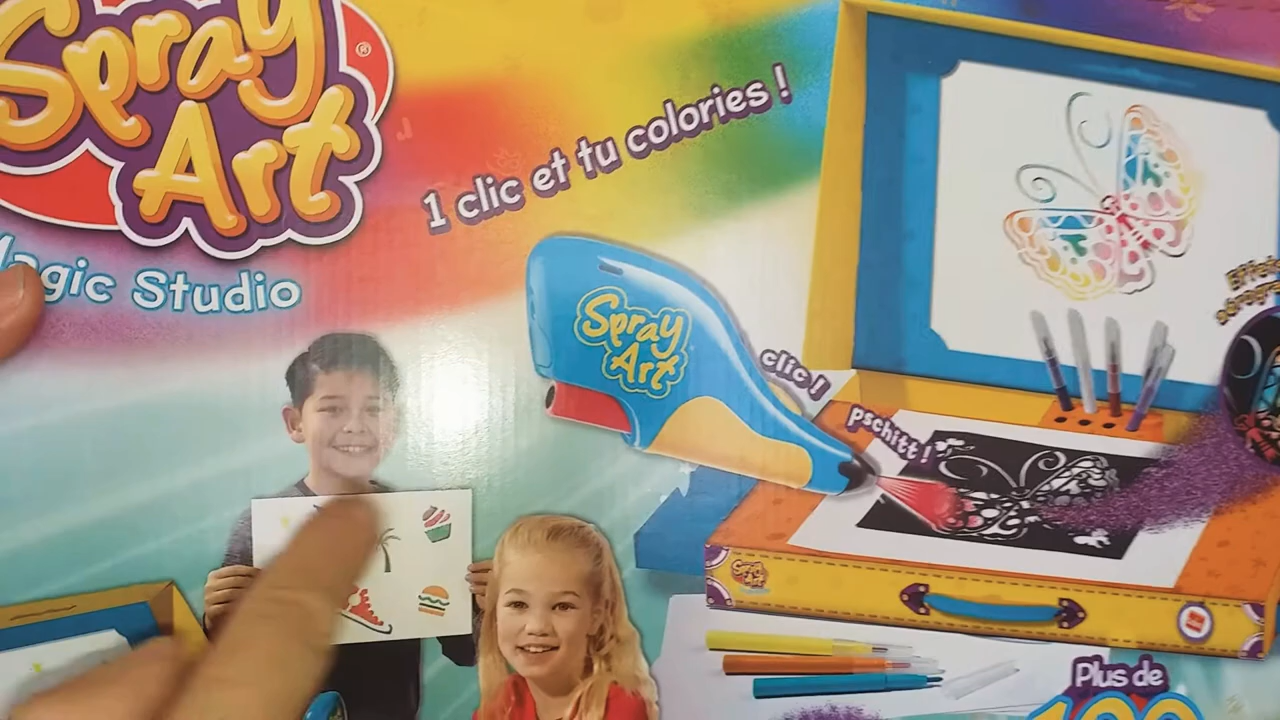 Spray
Art
®
Magic Studio
1 clic et tu colories !
Spray
Art
clic !
pschitt !
Spray
Art
Plus de